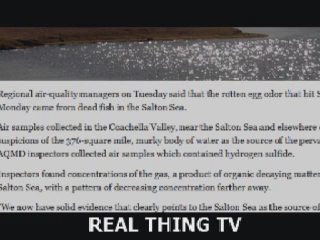 Regional air-quality managers on Tuesday said that the rotten egg odor that hit S
Monday came from dead fish in the Salton Sea.
Air samples collected in the Coachella Valley, near the Salton Sea and elsewhere
suspicions of the 376-square mile, murky body of water as the source of the perva
AQMD inspectors collected air samples which contained hydrogen sulfide.
Inspectors found concentrations of the gas, a product of organic decaying matter
Salton Sea, with a pattern of decreasing concentration farther away.
"We now have solid evidence that clearly points to the Salton Sea as the source of
REAL THING TV